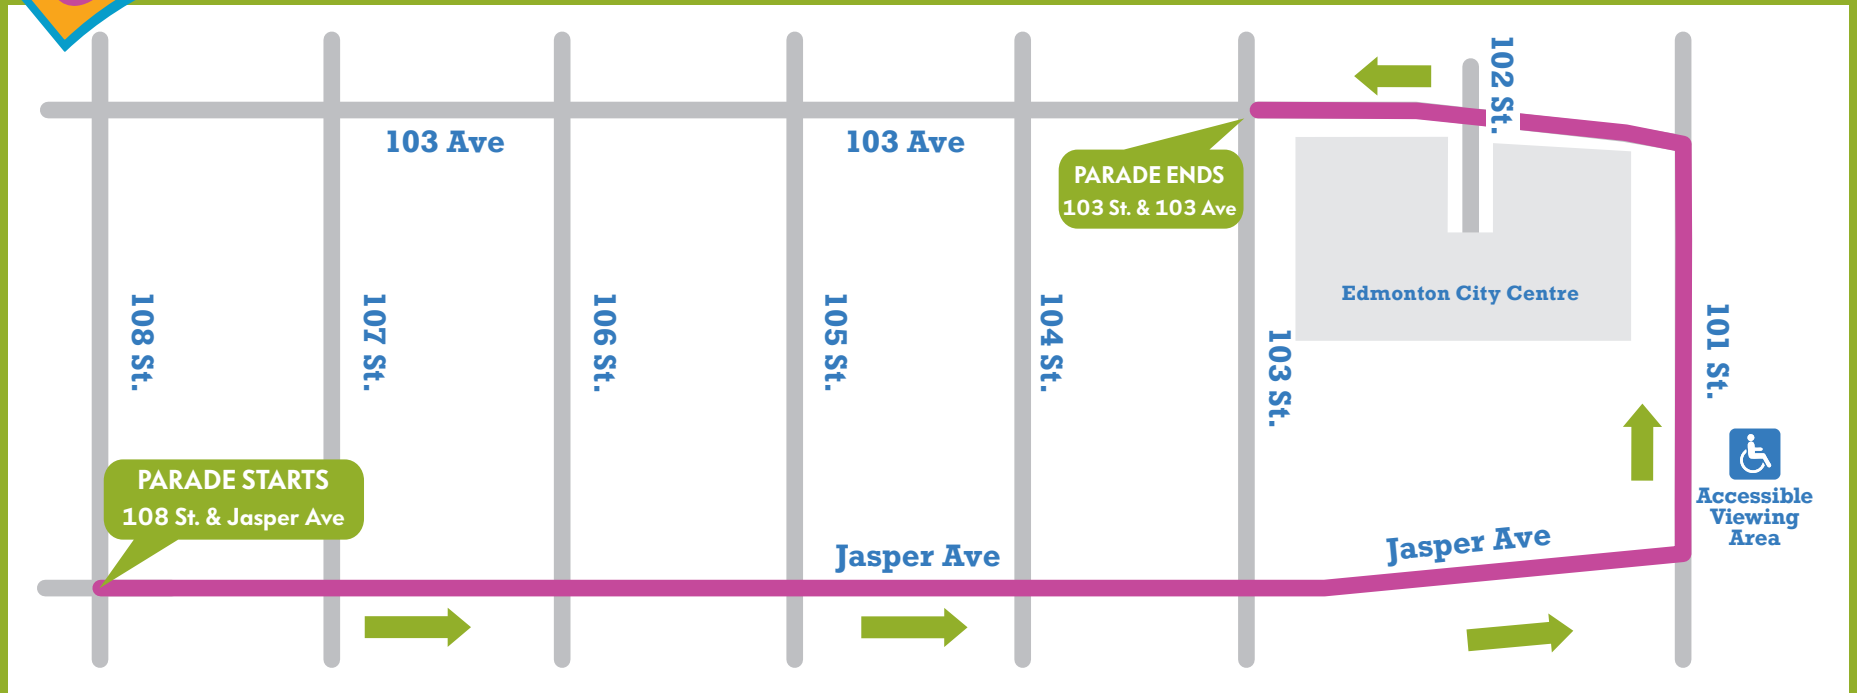 102 St.
103 Ave
103 Ave
PARADE ENDS
103 St. & 103 Ave
108 St.
107 St.
106 St.
105 St.
104 St.
103 St.
Edmonton City Centre
101 St.
Accessible
Viewing
Area
PARADE STARTS
108 St. & Jasper Ave
Jasper Ave
Jasper Ave